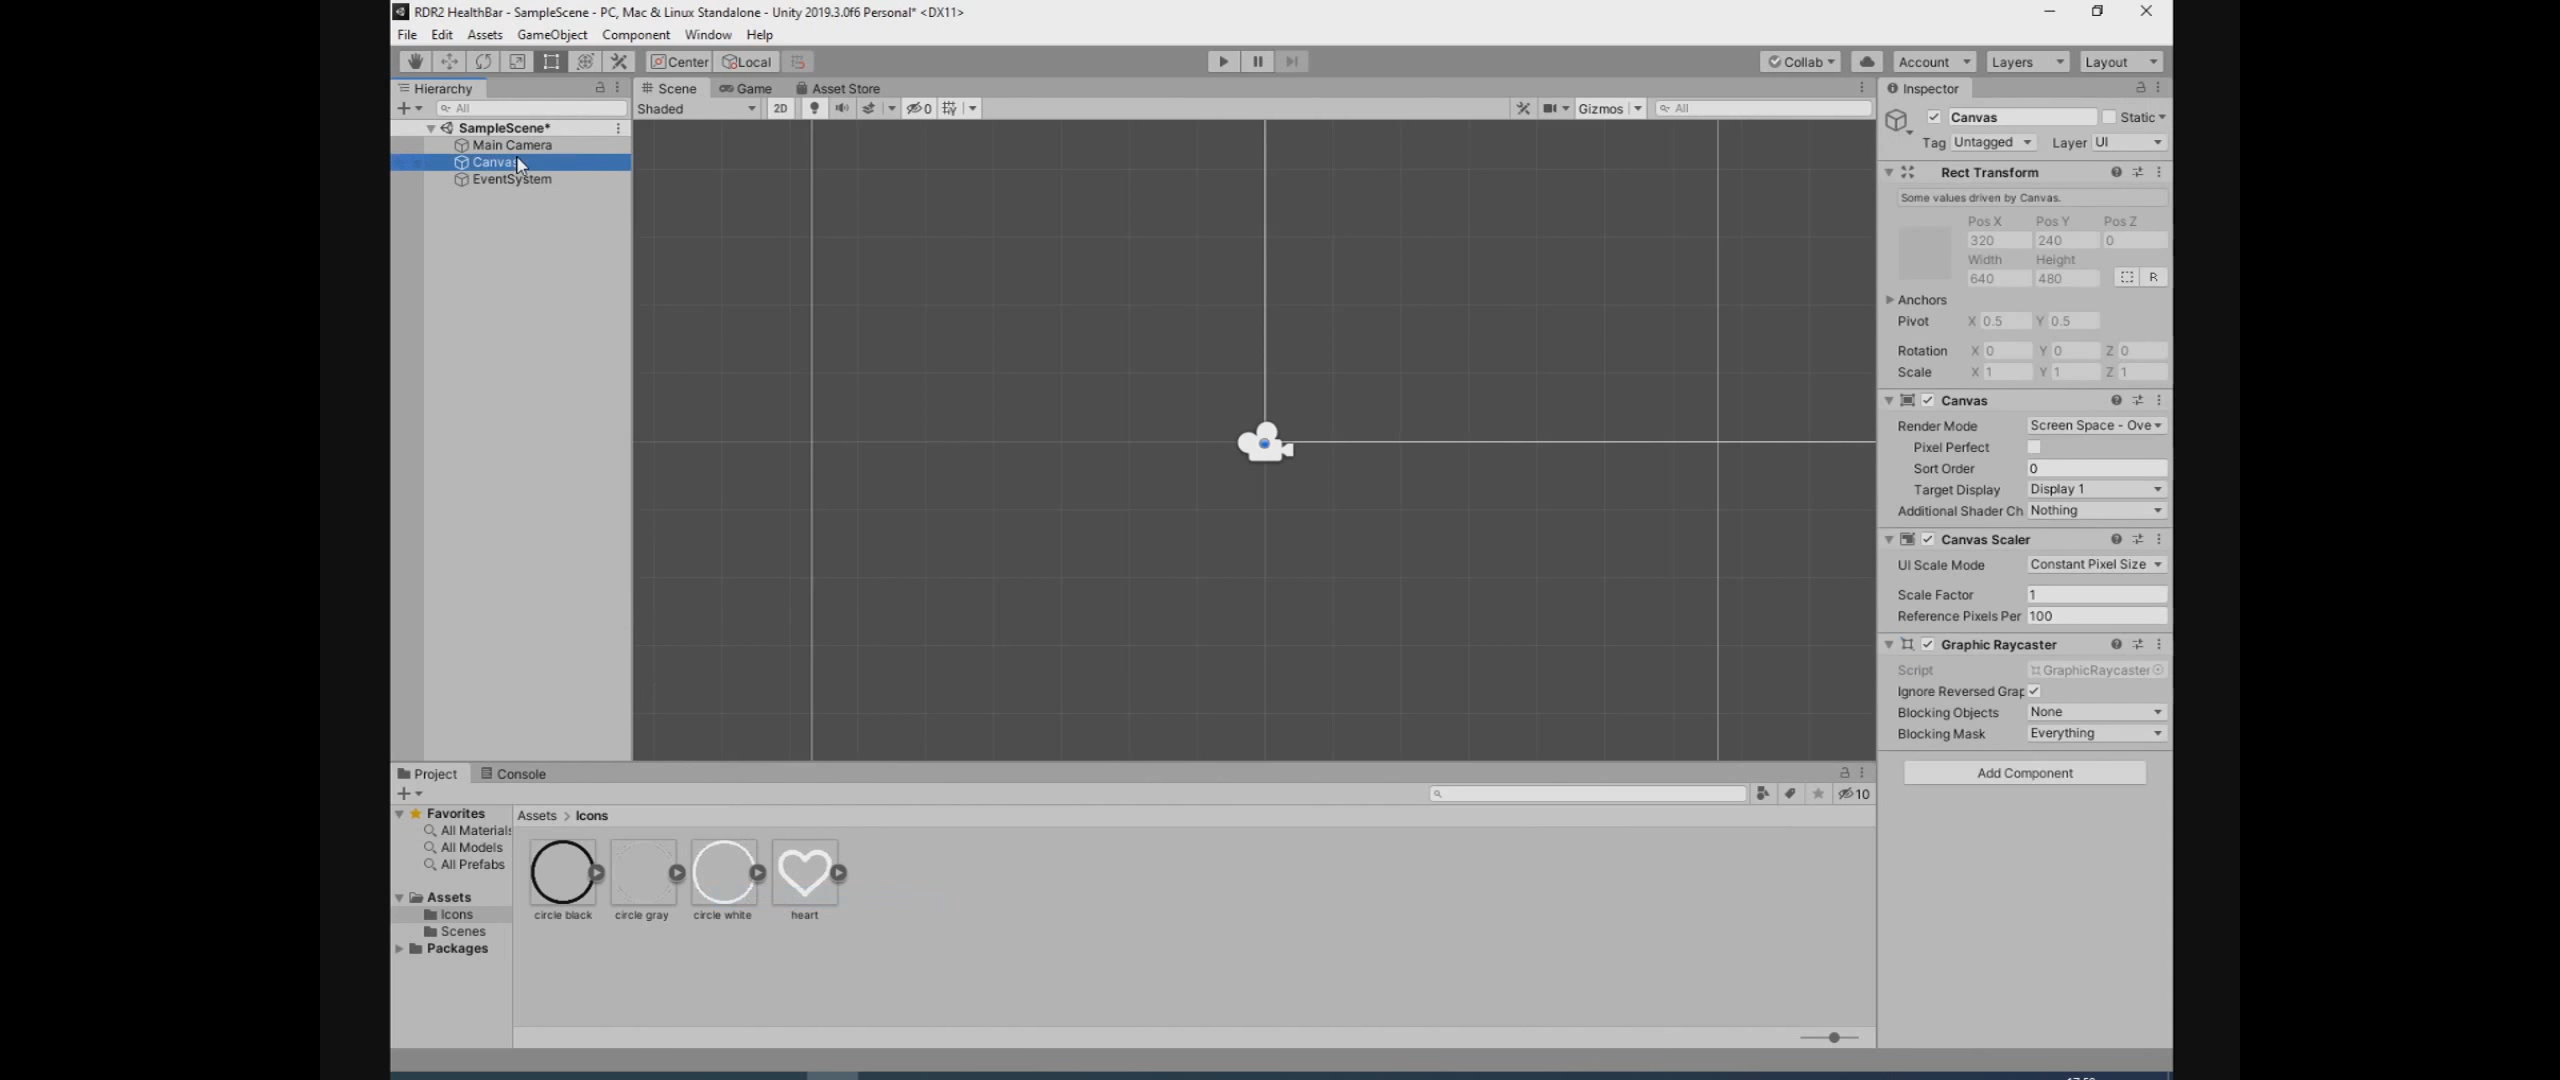 RDR2 HealthBar - SampleScene - PC, Mac & Linux Standalone - Unity 2019.3.0f6 Personal* <DX11>
File Edit Assets GameObject Component Window Help
Center Local Collab Account Layers Layout
Hierarchy
All
SampleScene*
Main Camera
Canvas
EventSystem
Scene Game Asset Store
Shaded 2D 0 Gizmos All
Inspector
Canvas Static
Tag Untagged Layer UI
Rect Transform
Some values driven by Canvas.
Pos X Pos Y Pos Z
320 240 0
Width Height
640 480 R
Anchors
Pivot X 0.5 Y 0.5
Rotation X 0 Y 0 Z 0
Scale X 1 Y 1 Z 1
Canvas
Render Mode Screen Space - Ove
Pixel Perfect
Sort Order 0
Target Display Display 1
Additional Shader Ch Nothing
Canvas Scaler
UI Scale Mode Constant Pixel Size
Scale Factor 1
Reference Pixels Per 100
Graphic Raycaster
Script GraphicRaycaster
Ignore Reversed Grap
Blocking Objects None
Blocking Mask Everything
Add Component
Project Console
10
Favorites
All Materials
All Models
All Prefabs
Assets
Icons
Scenes
Packages
Assets > Icons
circle black circle gray circle white heart